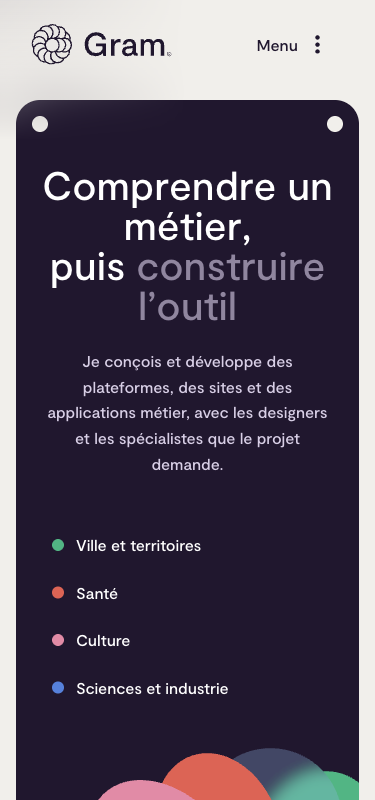 Gram
Menu
Comprendre un
métier,
puis construire
l’outil
Je conçois et développe des
plateformes, des sites et des
applications métier, avec les designers
et les spécialistes que le projet
demande.
Ville et territoires
Santé
Culture
Sciences et industrie